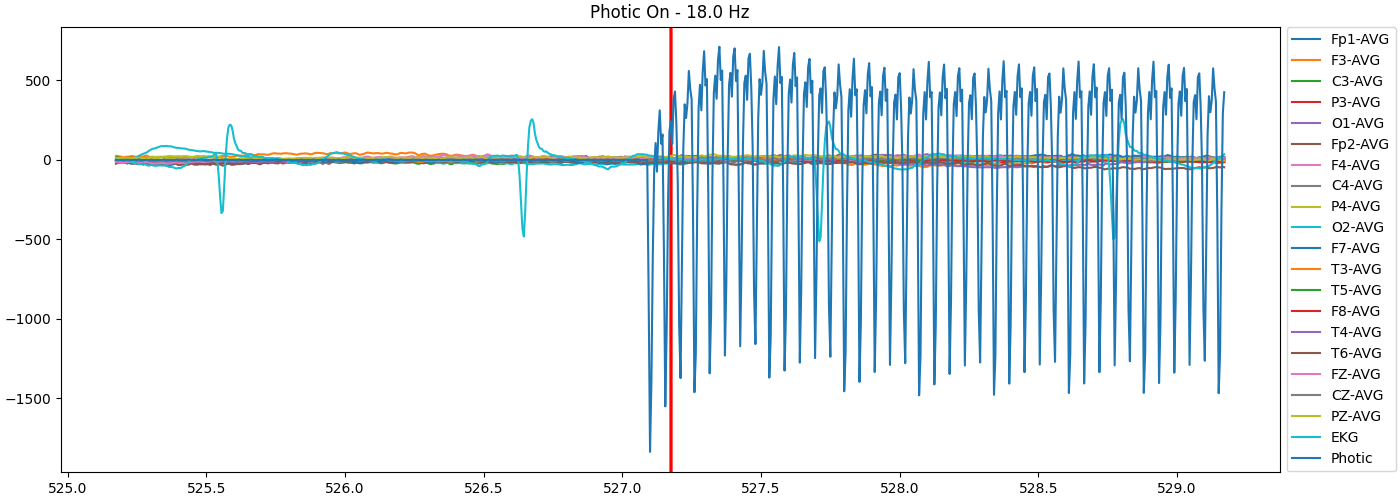 Photic On - 18.0 Hz
500
0
−500
−1000
−1500
525.0 525.5 526.0 526.5 527.0 527.5 528.0 528.5 529.0
Fp1-AVG
F3-AVG
C3-AVG
P3-AVG
O1-AVG
Fp2-AVG
F4-AVG
C4-AVG
P4-AVG
O2-AVG
F7-AVG
T3-AVG
T5-AVG
F8-AVG
T4-AVG
T6-AVG
FZ-AVG
CZ-AVG
PZ-AVG
EKG
Photic